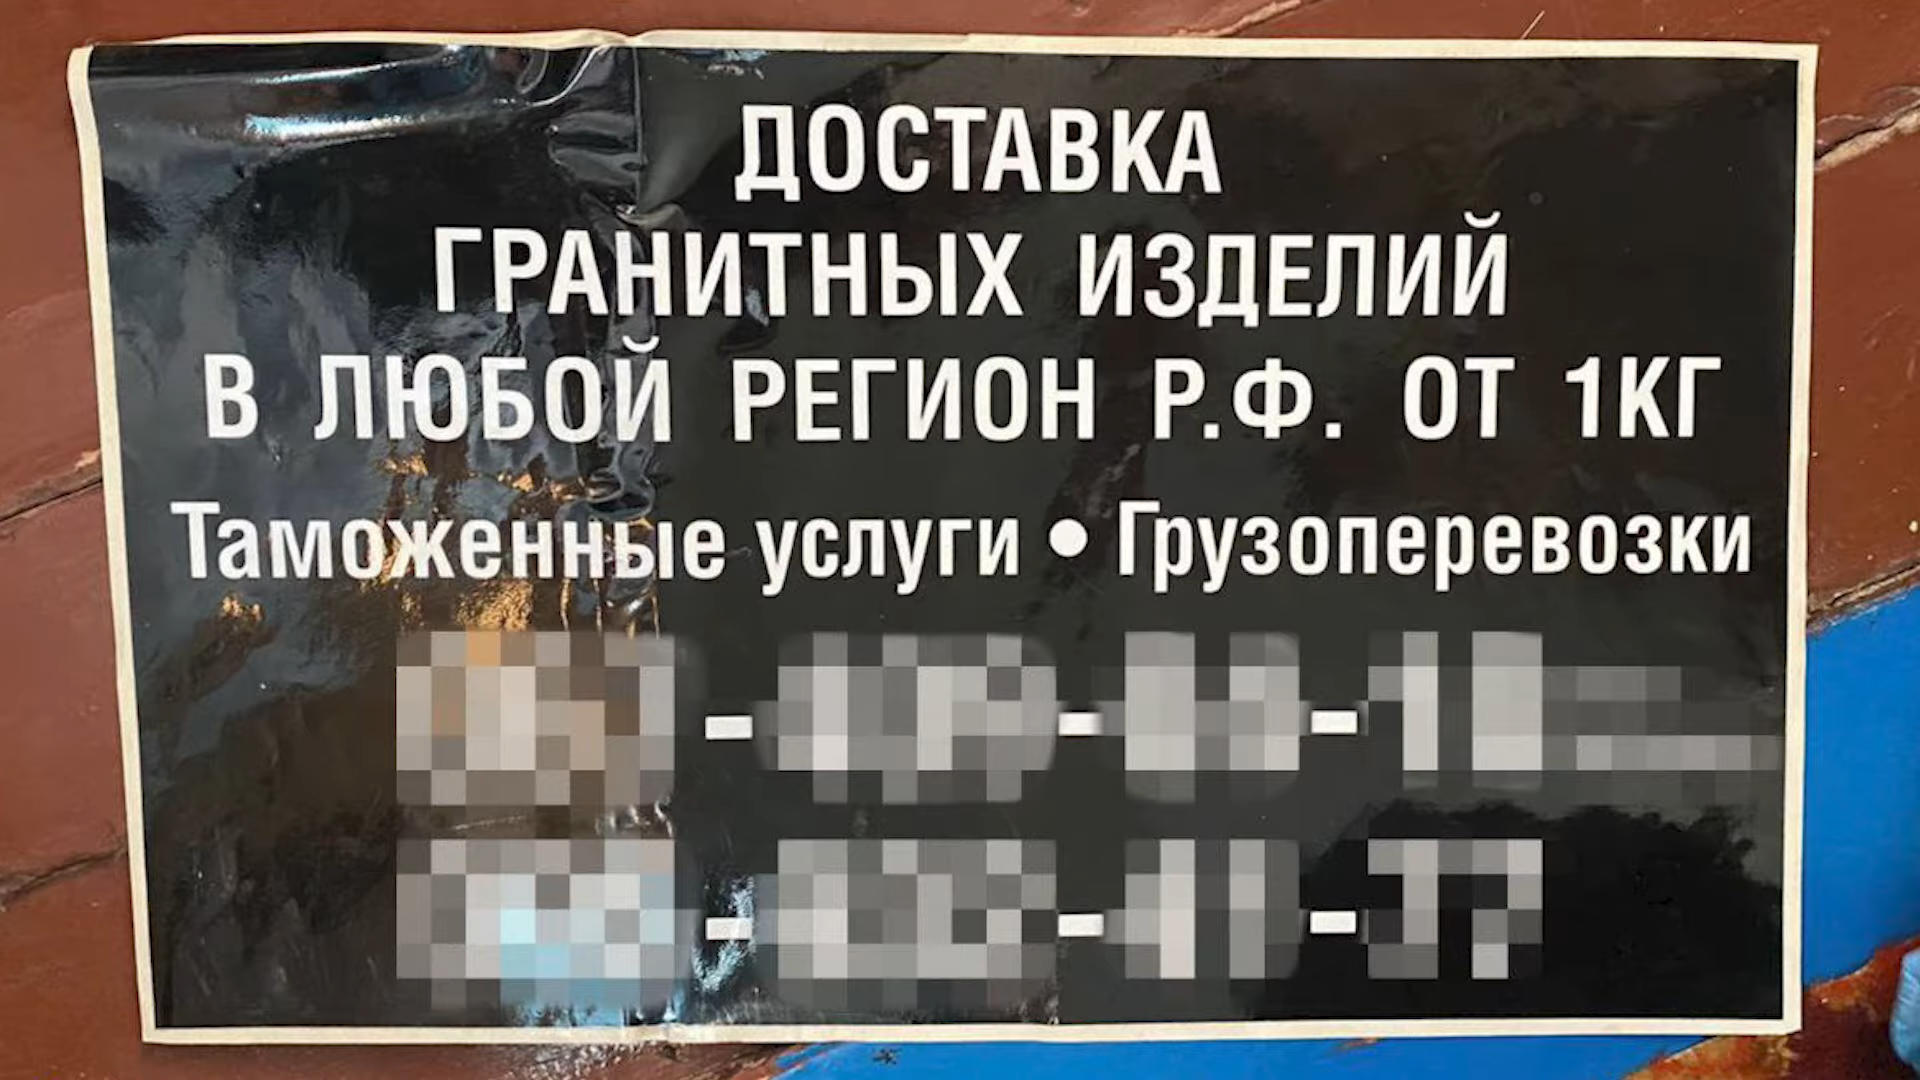 ДОСТАВКА
ГРАНИТНЫХ ИЗДЕЛИЙ
В ЛЮБОЙ РЕГИОН Р.Ф. ОТ 1КГ
Таможенные услуги • Грузоперевозки